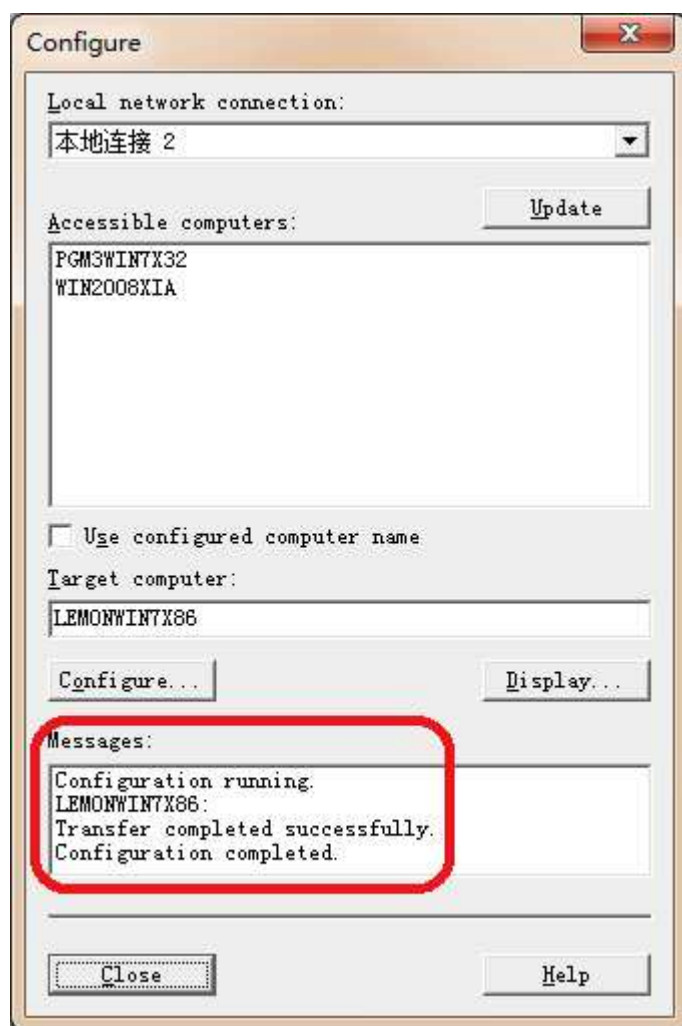 Configure
Local network connection:
本地连接 2
Update
Accessible computers:
PGM3WIN7X32
WIN2008XIA
Use configured computer name
Target computer:
LEMONWIN7X86
Configure...
Display...
Messages:
Configuration running.
LEMONWIN7X86:
Transfer completed successfully.
Configuration completed.
Close
Help